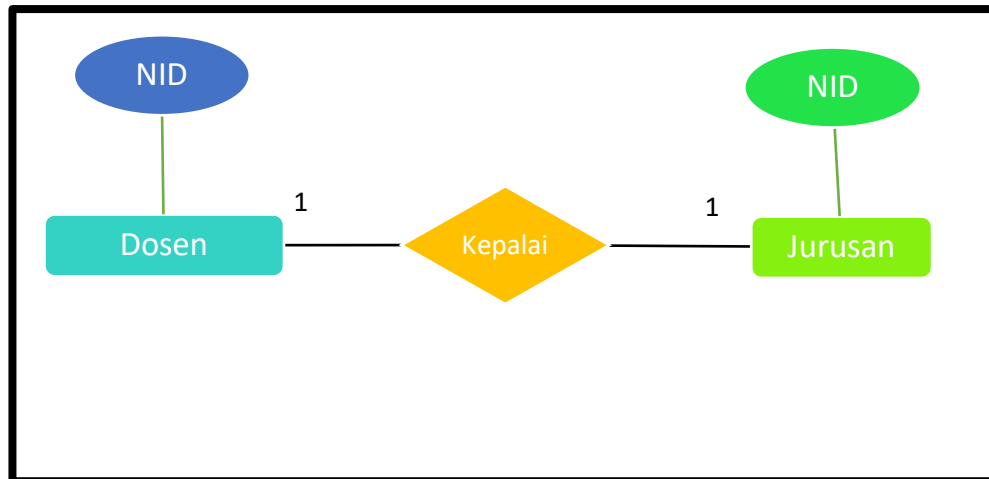 NID
NID
1
1
Dosen
Kepalai
Jurusan